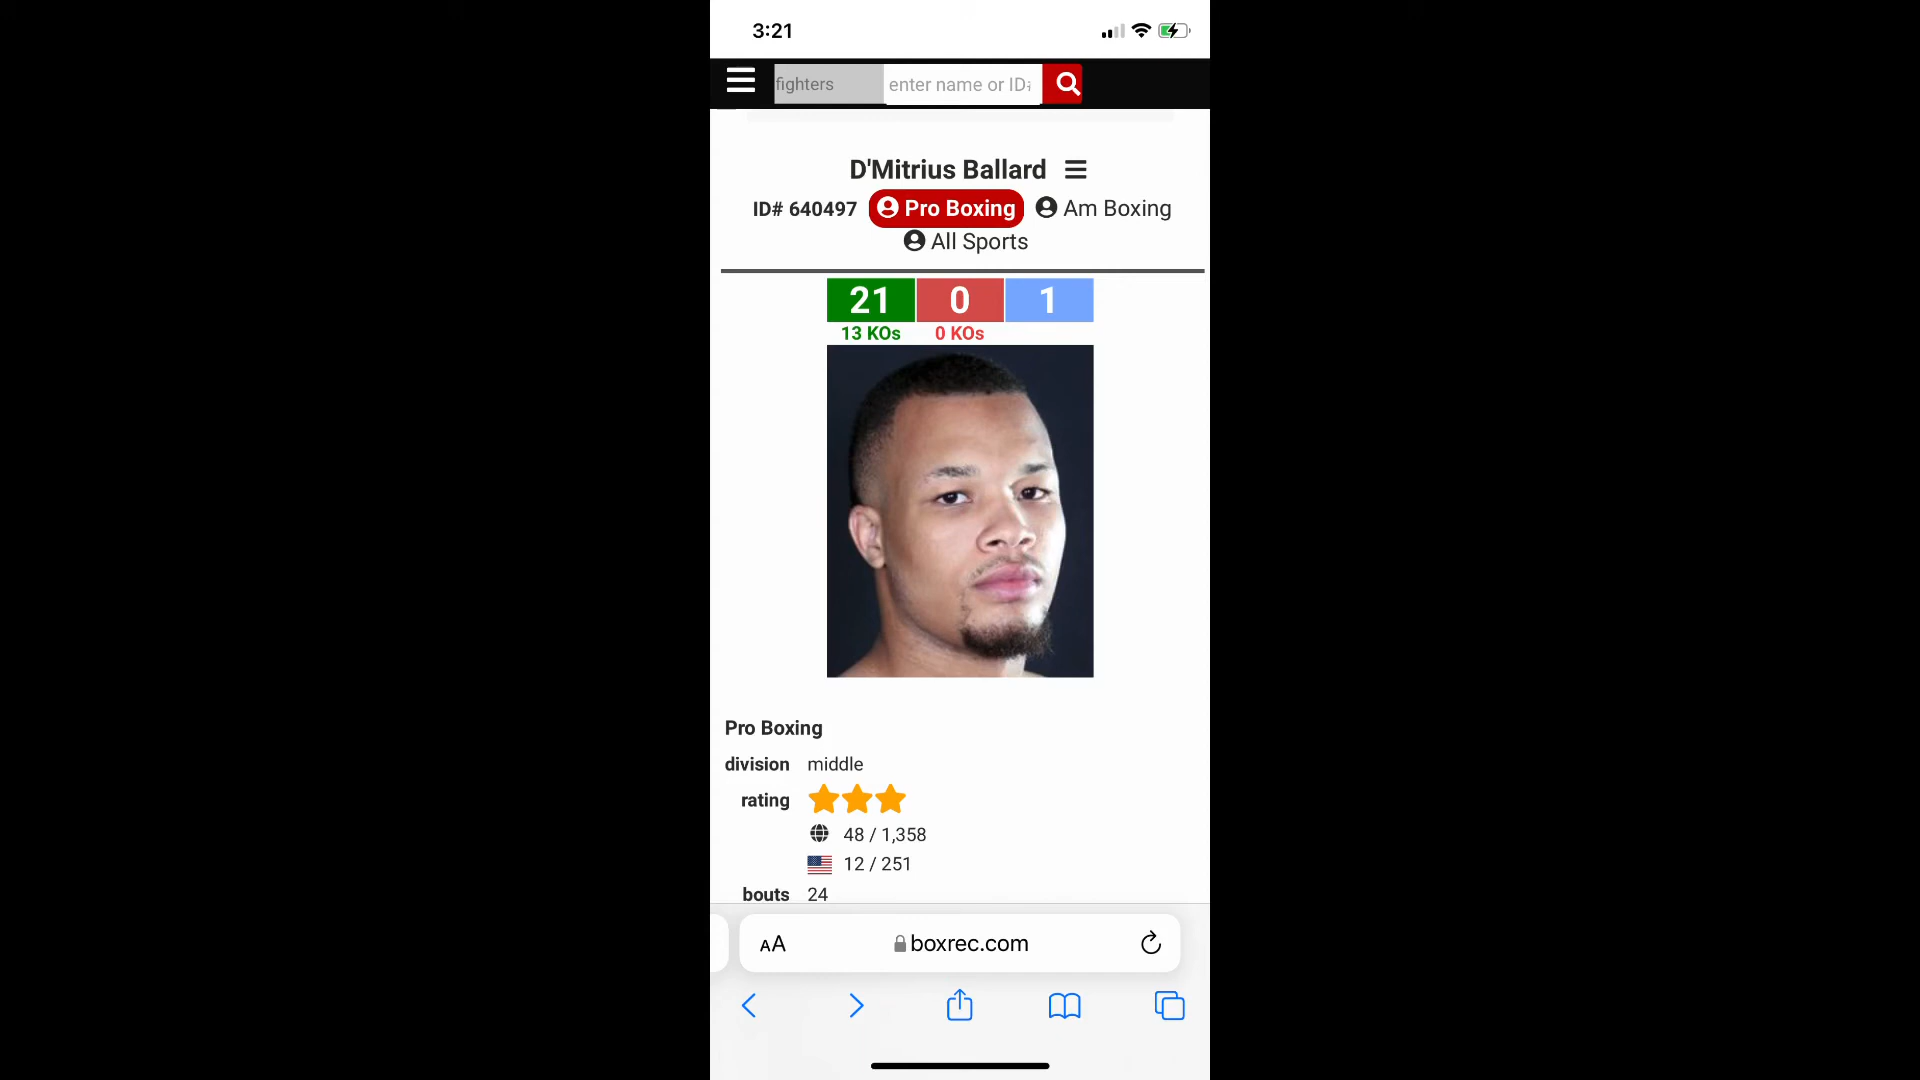 3:21
fighters enter name or ID
D'Mitrius Ballard
ID# 640497 Pro Boxing Am Boxing
All Sports
21 0 1
13 KOs 0 KOs
Pro Boxing
division middle
rating
48 / 1,358
12 / 251
bouts 24
AA boxrec.com